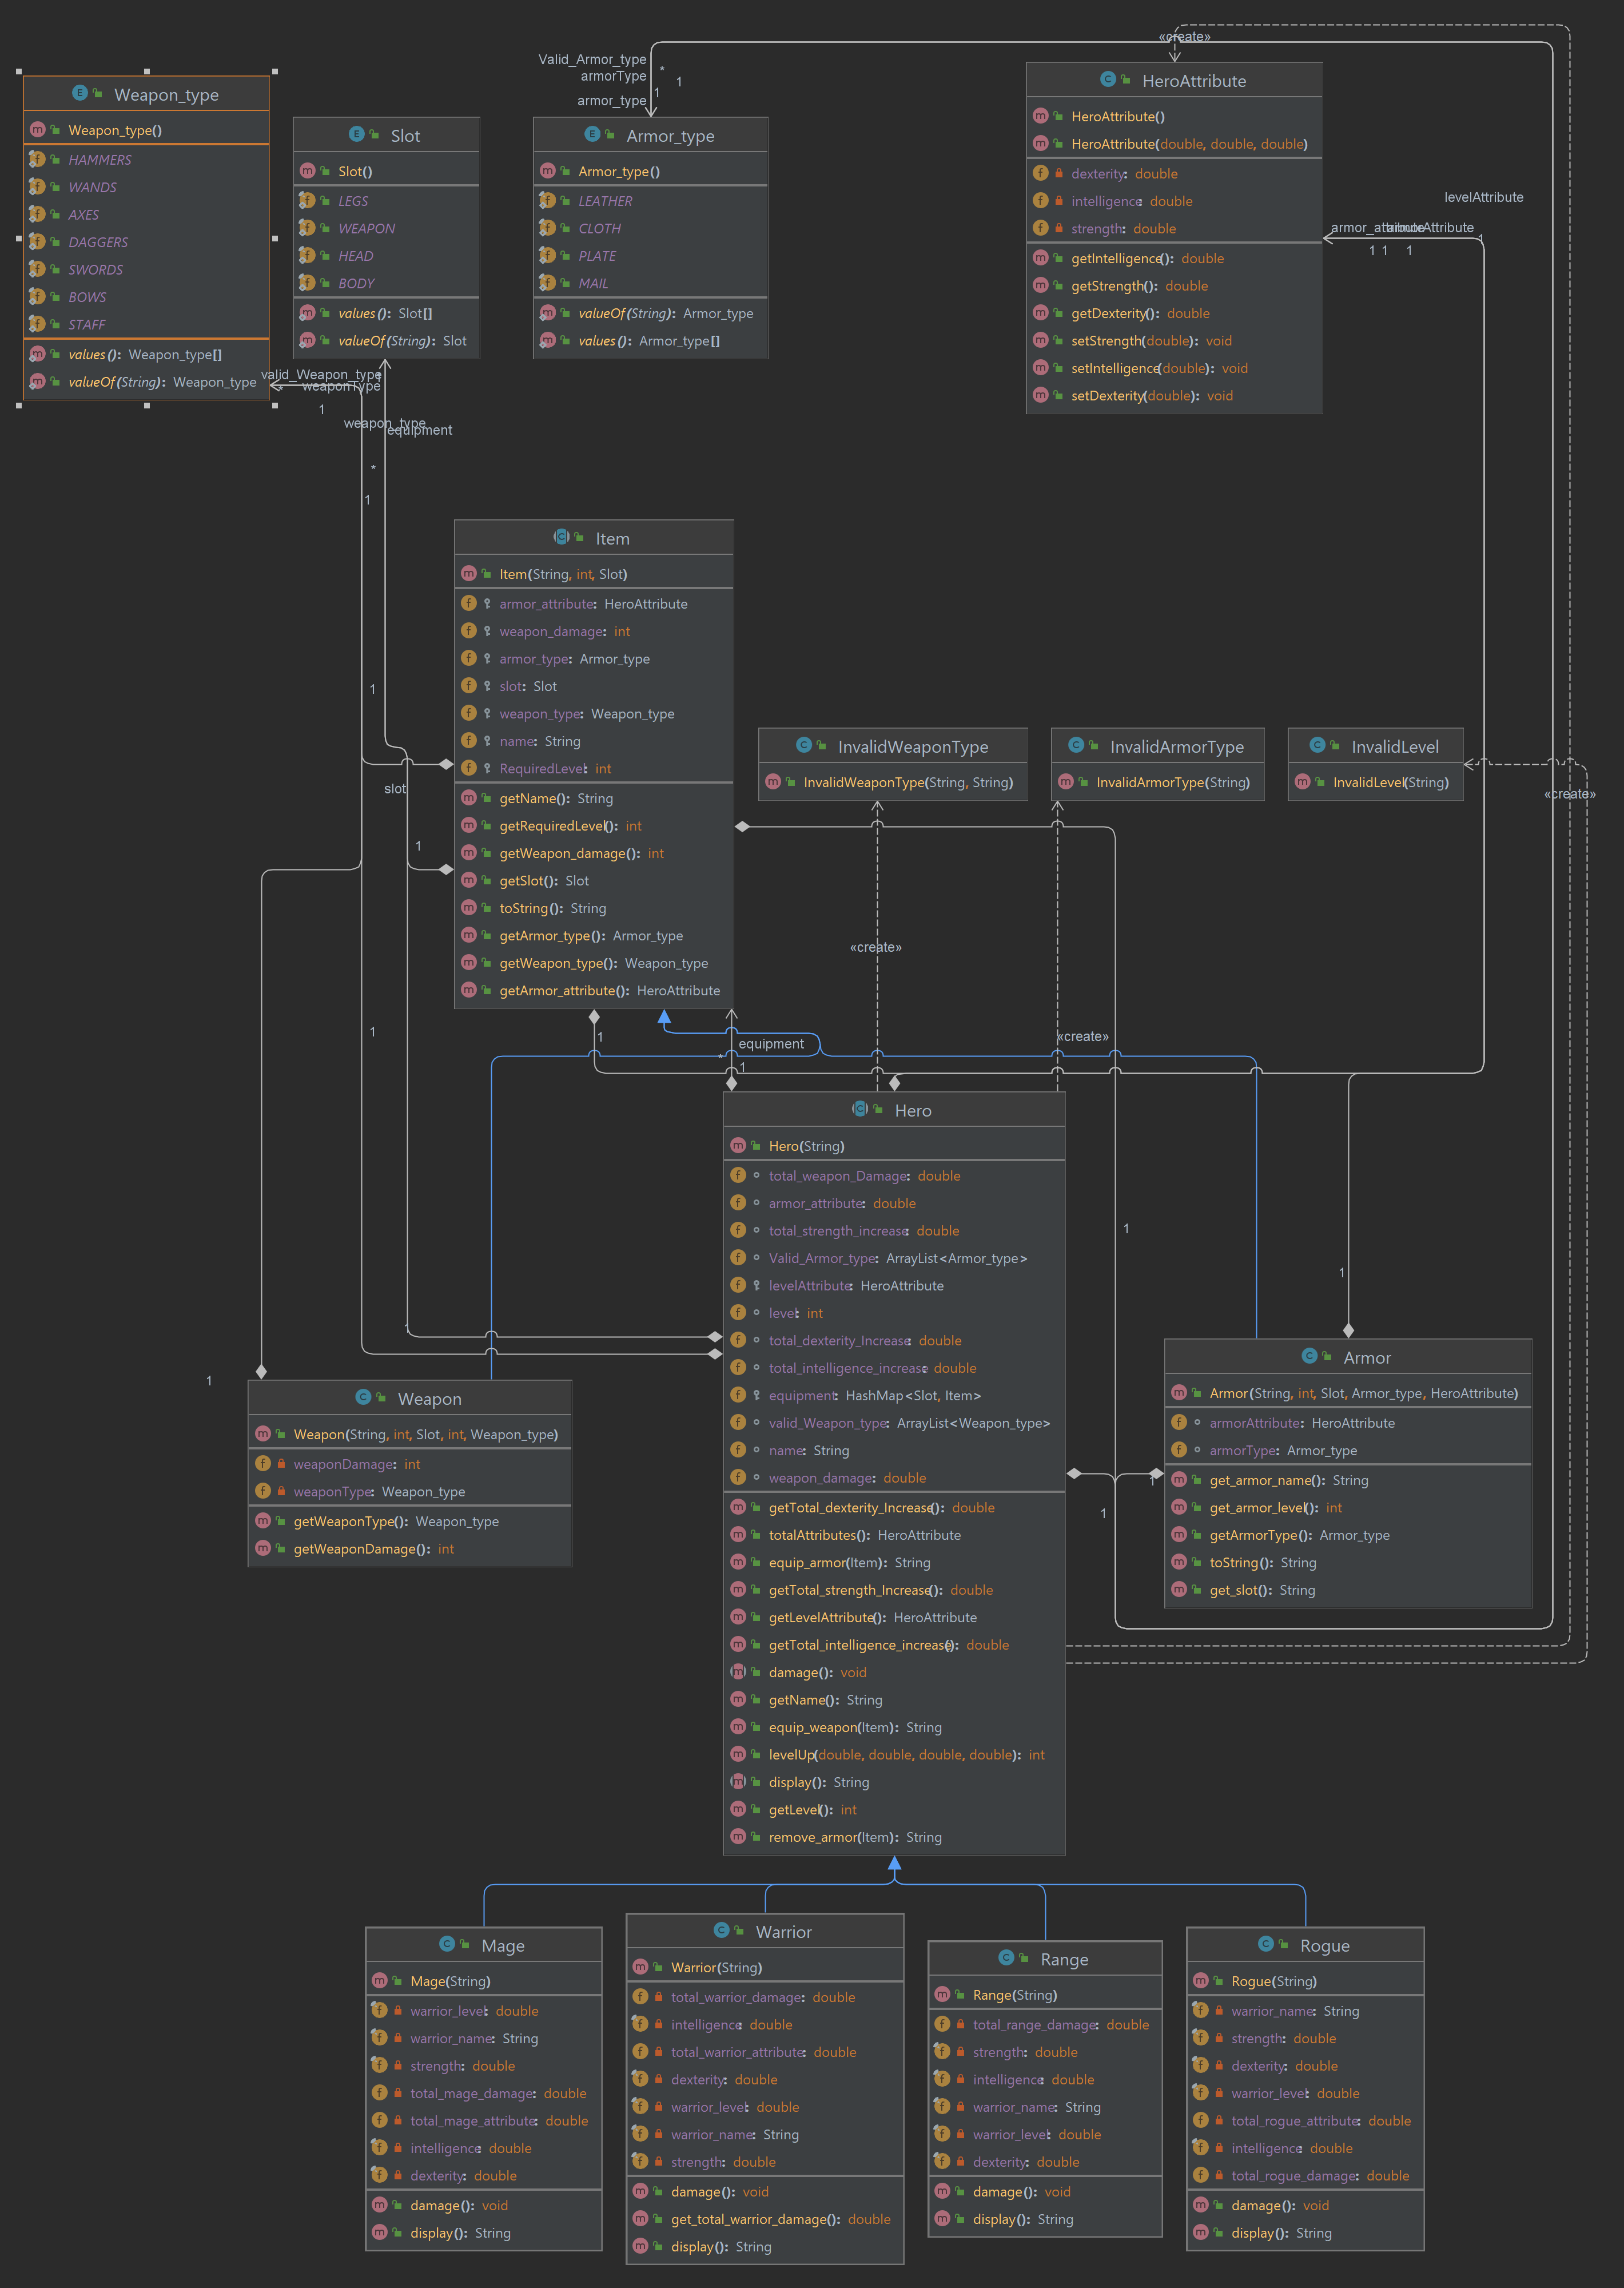 «create»
Valid_Armor_type
armorType
*
1
1
armor_type
Weapon_type
Weapon_type()
HAMMERS
WANDS
AXES
DAGGERS
SWORDS
BOWS
STAFF
values(): Weapon_type[]
valueOf(String): Weapon_type
Slot
Slot()
LEGS
WEAPON
HEAD
BODY
values(): Slot[]
valueOf(String): Slot
Armor_type
Armor_type()
LEATHER
CLOTH
PLATE
MAIL
valueOf(String): Armor_type
values(): Armor_type[]
HeroAttribute
HeroAttribute()
HeroAttribute(double, double, double)
dexterity: double
intelligence: double
strength: double
getIntelligence(): double
getStrength(): double
getDexterity(): double
setStrength(double): void
setIntelligence(double): void
setDexterity(double): void
levelAttribute
armor_attribute
armorAttribute
1
1 1 1
valid_Weapon_type
*
weaponType
1
weapon_type
equipment
*
1
1
slot
1
1
Item
Item(String, int, Slot)
armor_attribute: HeroAttribute
weapon_damage: int
armor_type: Armor_type
slot: Slot
weapon_type: Weapon_type
name: String
RequiredLevel: int
getName(): String
getRequiredLevel(): int
getWeapon_damage(): int
getSlot(): Slot
toString(): String
getArmor_type(): Armor_type
getWeapon_type(): Weapon_type
getArmor_attribute(): HeroAttribute
InvalidWeaponType
InvalidWeaponType(String, String)
InvalidArmorType
InvalidArmorType(String)
InvalidLevel
InvalidLevel(String)
«create»
«create»
«create»
1
equipment
*
1
Hero
Hero(String)
total_weapon_Damage: double
armor_attribute: double
total_strength_increase: double
Valid_Armor_type: ArrayList<Armor_type>
levelAttribute: HeroAttribute
level: int
total_dexterity_Increase: double
total_intelligence_increase: double
equipment: HashMap<Slot, Item>
valid_Weapon_type: ArrayList<Weapon_type>
name: String
weapon_damage: double
getTotal_dexterity_Increase(): double
totalAttributes(): HeroAttribute
equip_armor(Item): String
getTotal_strength_Increase(): double
getLevelAttribute(): HeroAttribute
getTotal_intelligence_increase(): double
damage(): void
getName(): String
equip_weapon(Item): String
levelUp(double, double, double, double): int
display(): String
getLevel(): int
remove_armor(Item): String
1
1
1
1
1
1
Weapon
Weapon(String, int, Slot, int, Weapon_type)
weaponDamage: int
weaponType: Weapon_type
getWeaponType(): Weapon_type
getWeaponDamage(): int
Armor
Armor(String, int, Slot, Armor_type, HeroAttribute)
armorAttribute: HeroAttribute
armorType: Armor_type
get_armor_name(): String
get_armor_level(): int
getArmorType(): Armor_type
toString(): String
get_slot(): String
Mage
Mage(String)
warrior_level: double
warrior_name: String
strength: double
total_mage_damage: double
total_mage_attribute: double
intelligence: double
dexterity: double
damage(): void
display(): String
Warrior
Warrior(String)
total_warrior_damage: double
intelligence: double
total_warrior_attribute: double
dexterity: double
warrior_level: double
warrior_name: String
strength: double
damage(): void
get_total_warrior_damage(): double
display(): String
Range
Range(String)
total_range_damage: double
strength: double
intelligence: double
warrior_name: String
warrior_level: double
dexterity: double
damage(): void
display(): String
Rogue
Rogue(String)
warrior_name: String
strength: double
dexterity: double
warrior_level: double
total_rogue_attribute: double
intelligence: double
total_rogue_damage: double
damage(): void
display(): String